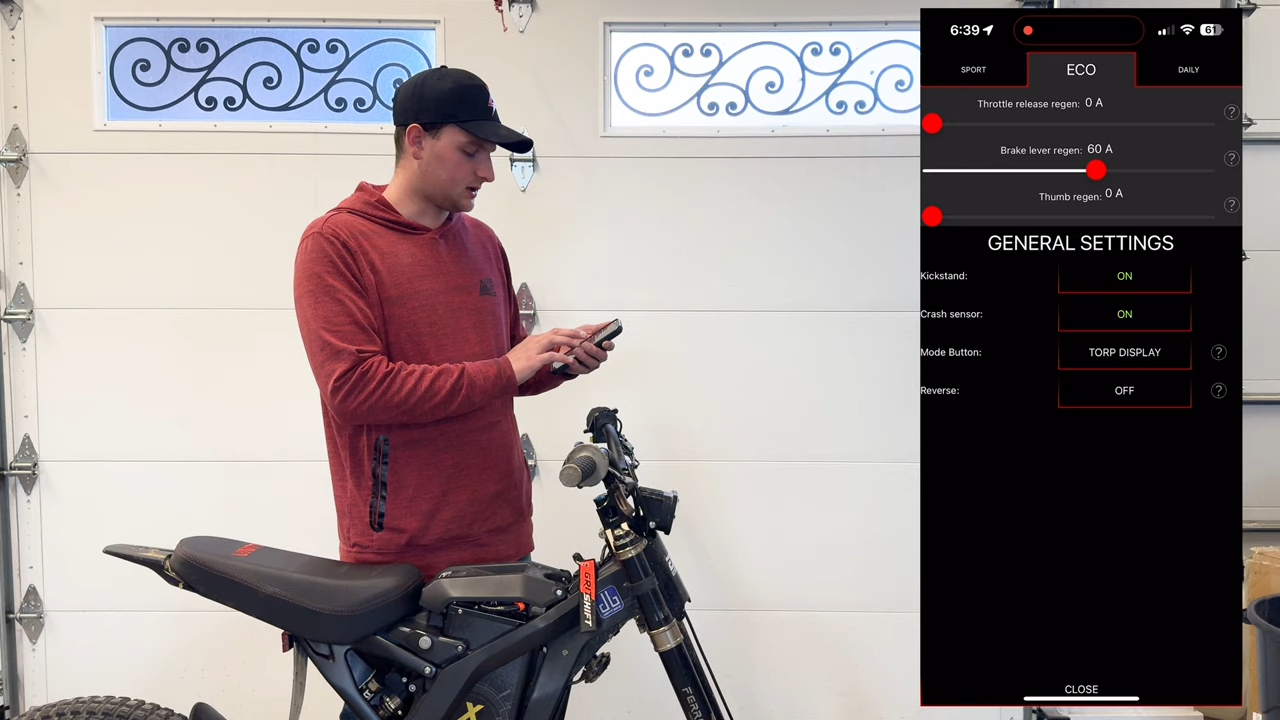 6:39
61
SPORT
ECO
DAILY
Throttle release regen: 0 A
?
Brake lever regen: 60 A
?
Thumb regen: 0 A
?
GENERAL SETTINGS
Kickstand: ON
Crash sensor: ON
Mode Button: TORP DISPLAY ?
Reverse: OFF ?
CLOSE
GRITSHIFT